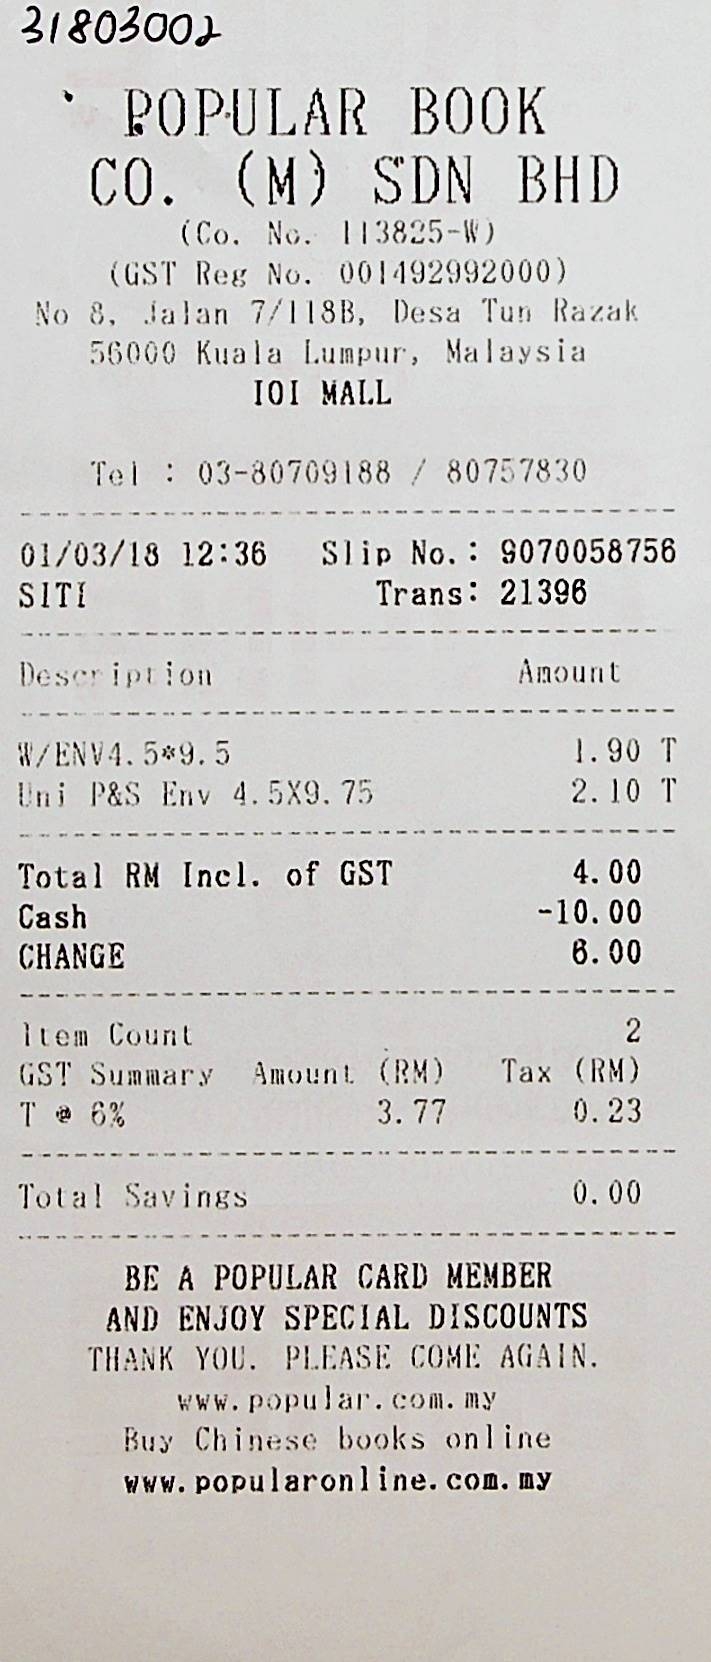 31803002
POPULAR BOOK
CO. (M) SDN BHD
(Co. No. 113825-W)
(GST Reg No. 001492992000)
No 8, Jalan 7/118B, Desa Tun Razak
56000 Kuala Lumpur, Malaysia
IOI MALL
Tel : 03-80709188 / 80757830
01/03/18 12:36 Slip No.: 9070058756
SITI Trans: 21396
Description Amount
W/ENV4.5*9.5 1.90 T
Uni P&S Env 4.5X9.75 2.10 T
Total RM Incl. of GST 4.00
Cash -10.00
CHANGE 6.00
Item Count 2
GST Summary Amount (RM) Tax (RM)
T @ 6% 3.77 0.23
Total Savings 0.00
BE A POPULAR CARD MEMBER
AND ENJOY SPECIAL DISCOUNTS
THANK YOU. PLEASE COME AGAIN.
www.popular.com.my
Buy Chinese books online
www.popularonline.com.my